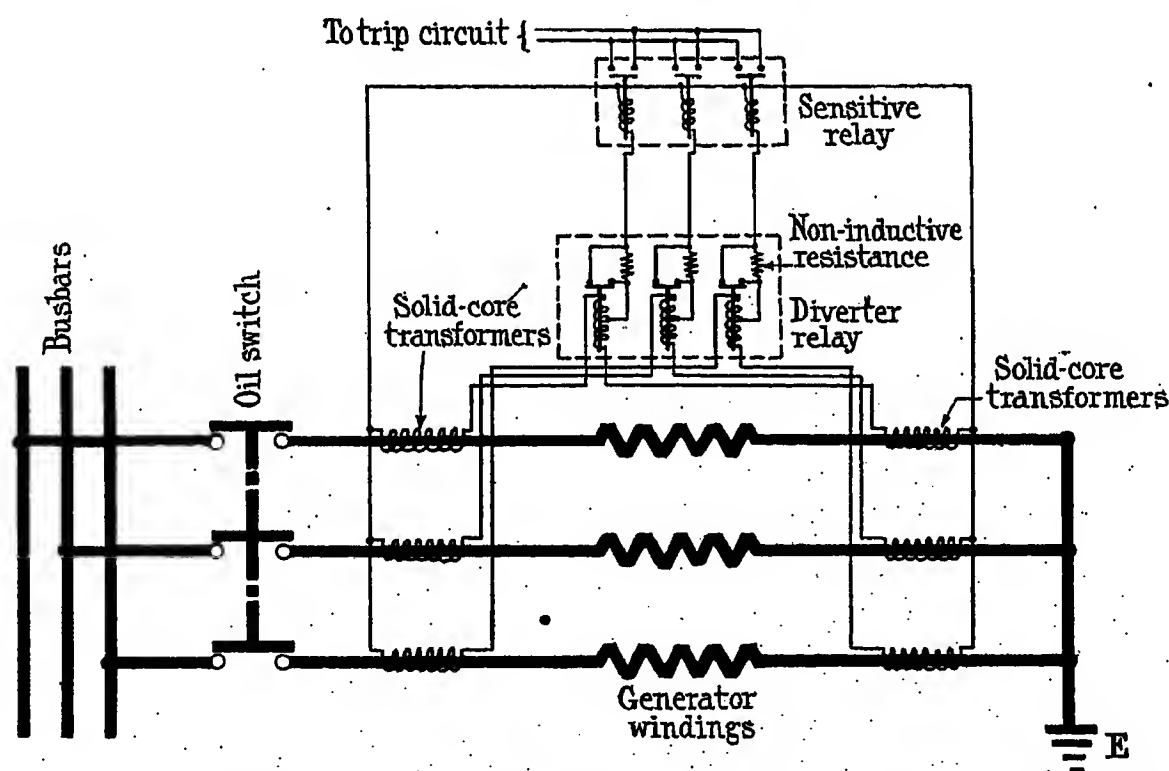 To trip circuit {
Sensitive
relay
Non-inductive
resistance
Diverter
relay
Solid-core
transformers
Busbars
Oil switch
Solid-core
transformers
Generator
windings
E